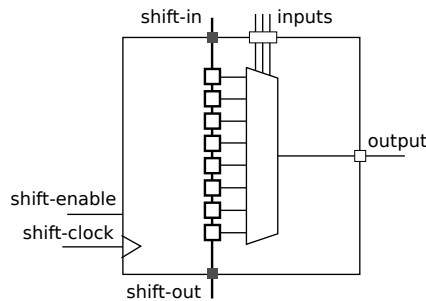 shift-in
inputs
output
shift-enable
shift-clock
shift-out